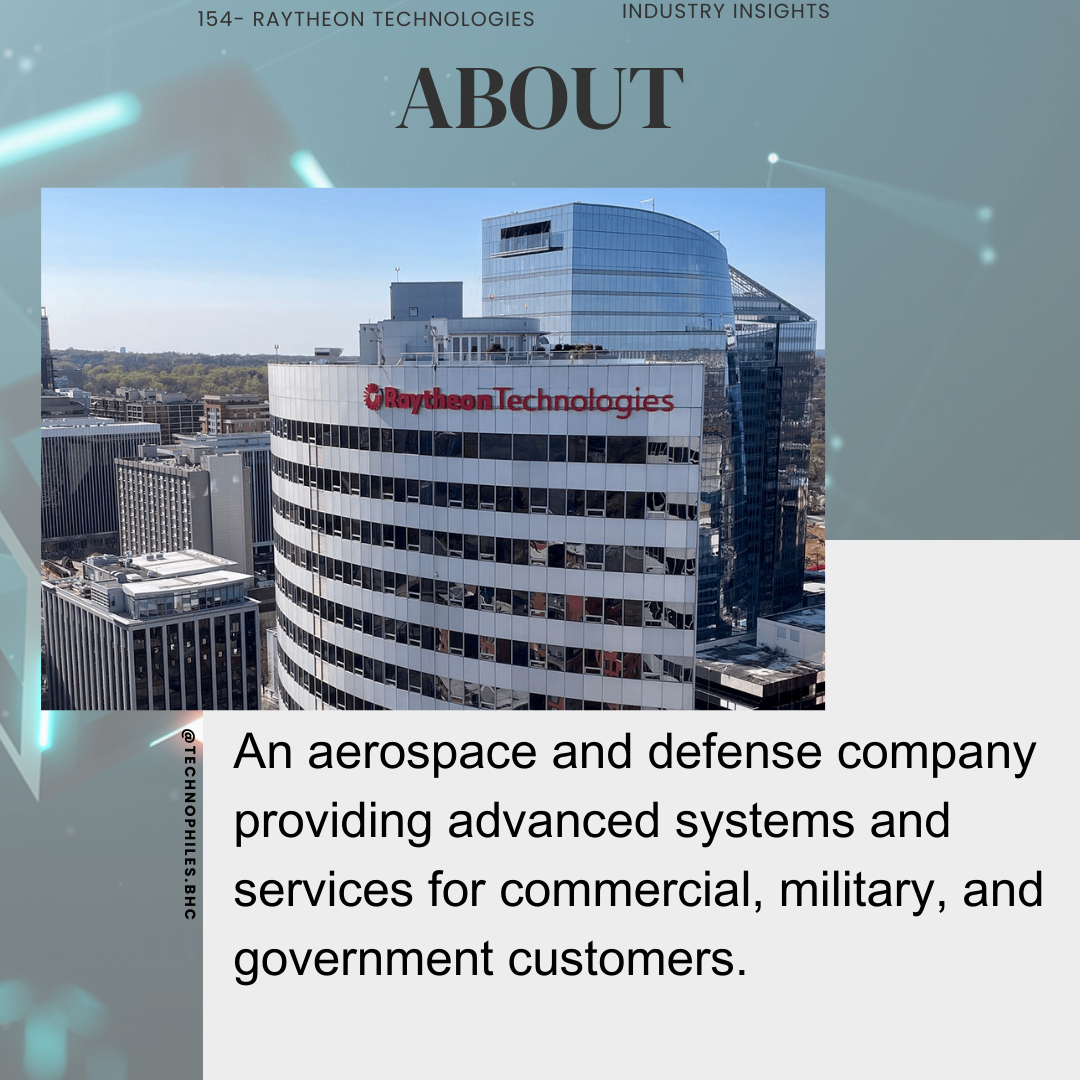 154- RAYTHEON TECHNOLOGIES
INDUSTRY INSIGHTS
ABOUT
Raytheon Technologies
@TECHNOPHILES.BHC
An aerospace and defense company
providing advanced systems and
services for commercial, military, and
government customers.